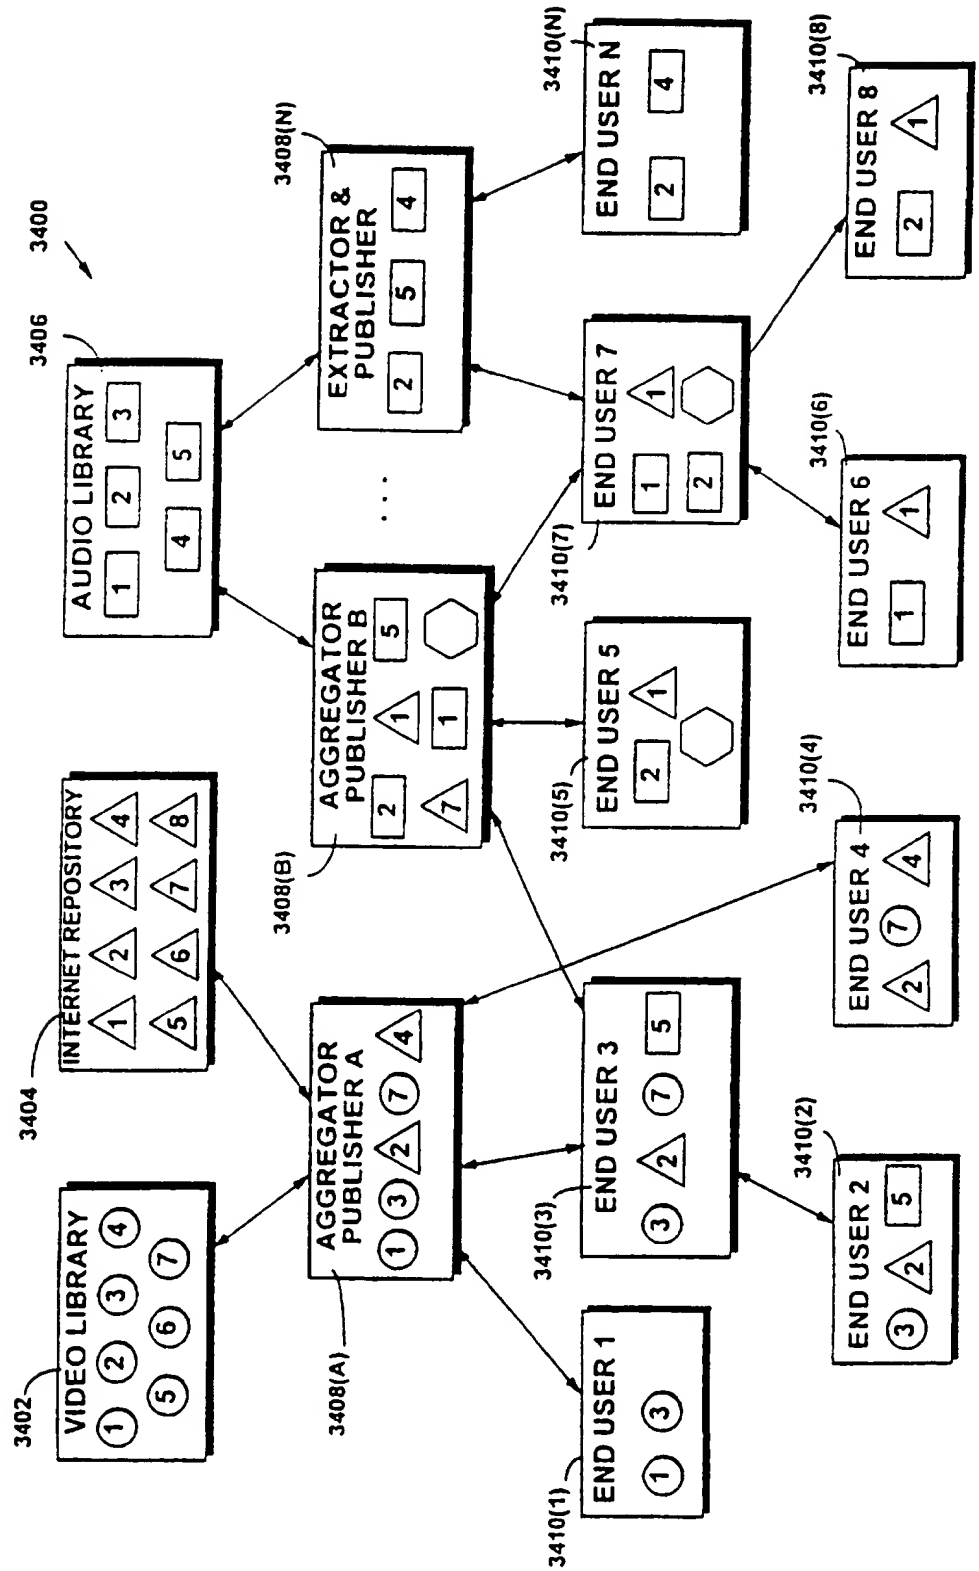 3400
3402
VIDEO LIBRARY
1 2 3 4
5 6 7
3404
INTERNET REPOSITORY
1 2 3 4
5 6 7 8
3406
AUDIO LIBRARY
1 2 3
4 5
3408(A)
AGGREGATOR
PUBLISHER A
1 3 2 7 4
3408(B)
AGGREGATOR
PUBLISHER B
2 1 5
7 1
...
3408(N)
EXTRACTOR &
PUBLISHER
2 5 4
3410(1)
END USER 1
1 3
3410(3)
END USER 3
3 2 7 5
3410(5)
END USER 5
2 1
3410(7)
END USER 7
1 1
2
3410(N)
END USER N
2 4
3410(2)
END USER 2
3 2 5
3410(4)
END USER 4
2 7 4
3410(6)
END USER 6
1 1
3410(8)
END USER 8
2 1